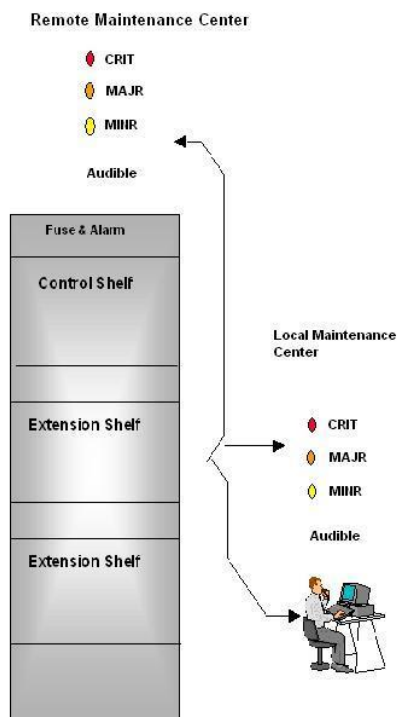 Remote Maintenance Center
CRIT
MAJR
MINR
Audible
Fuse & Alarm
Control Shelf
Extension Shelf
Extension Shelf
Local Maintenance
Center
CRIT
MAJR
MINR
Audible